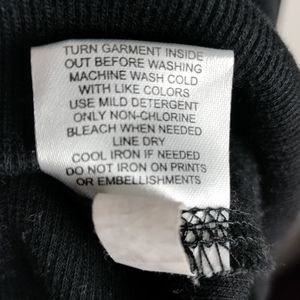 TURN GARMENT INSIDE
OUT BEFORE WASHING
MACHINE WASH COLD
WITH LIKE COLORS
USE MILD DETERGENT
ONLY NON-CHLORINE
BLEACH WHEN NEEDED
LINE DRY
COOL IRON IF NEEDED
DO NOT IRON ON PRINTS
OR EMBELLISHMENTS